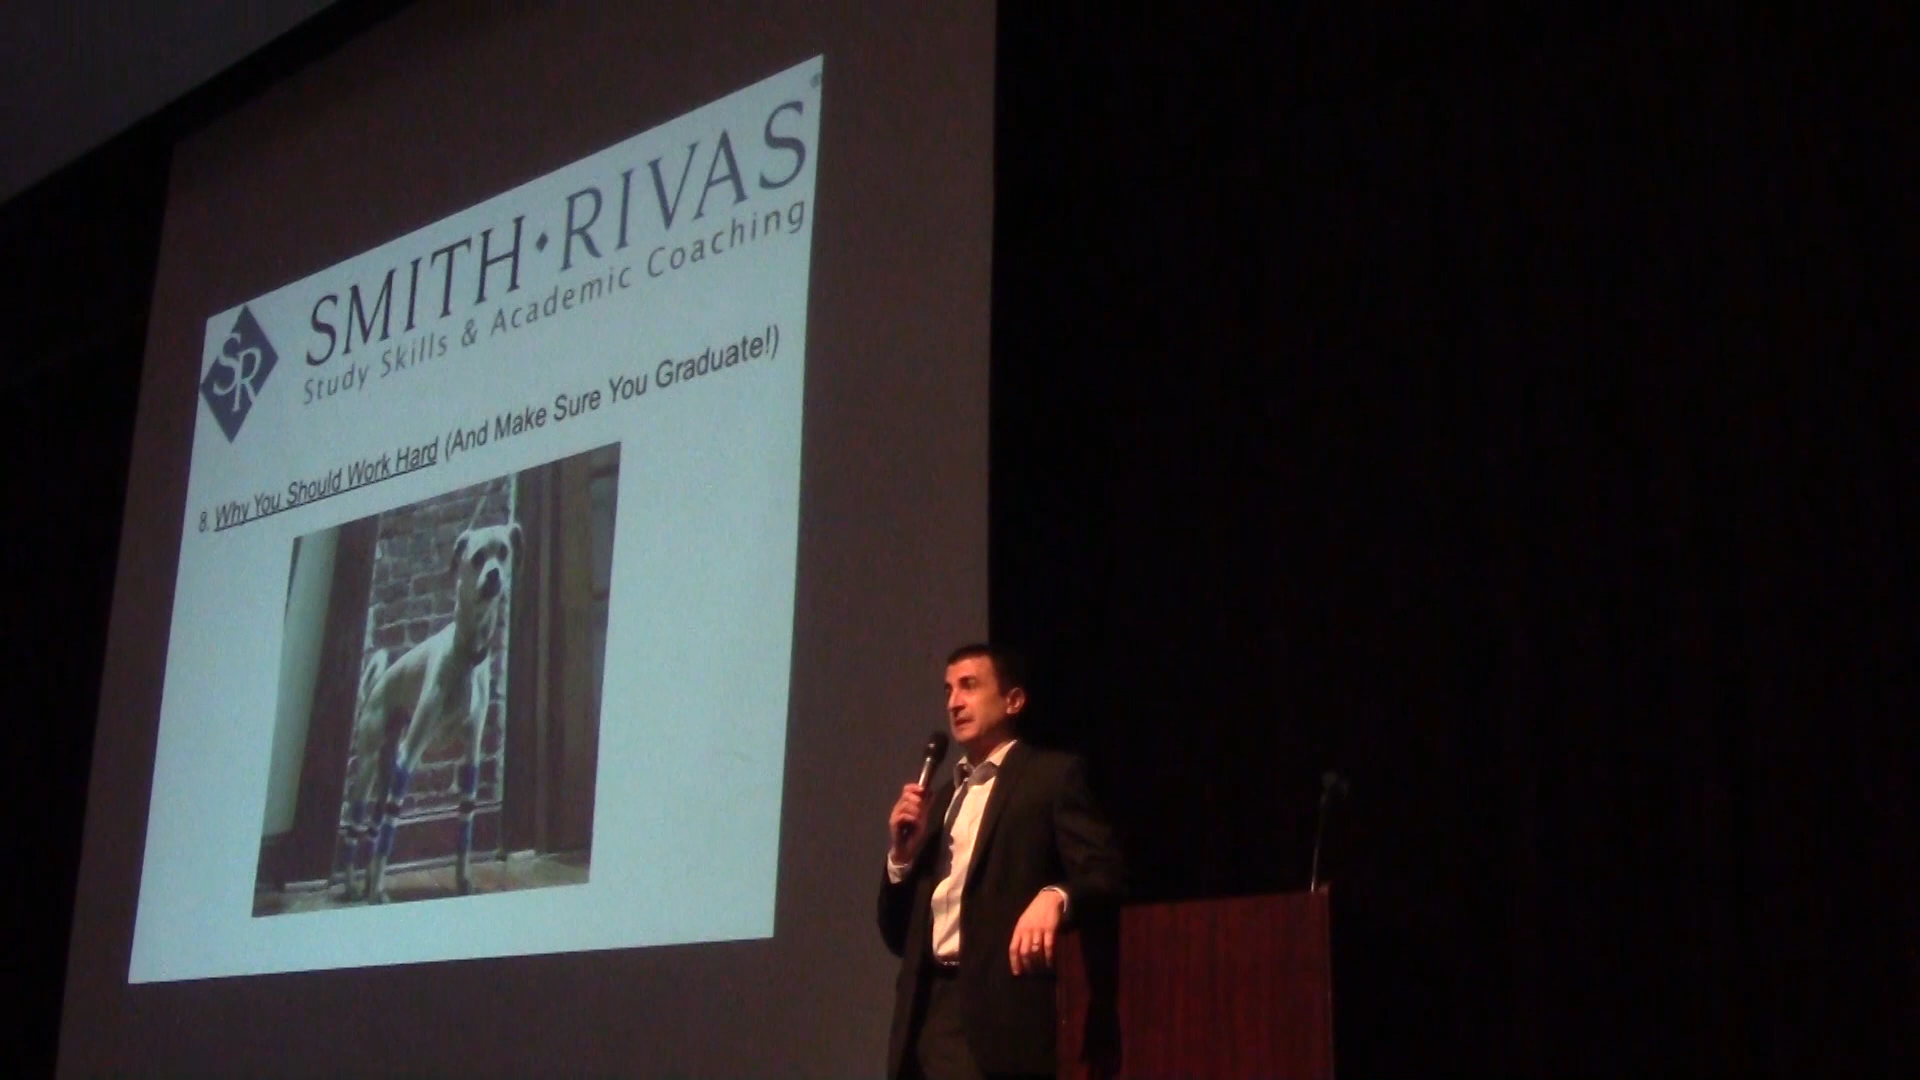 SMITH·RIVAS®
Study Skills & Academic Coaching
SR
8. Why You Should Work Hard (And Make Sure You Graduate!)